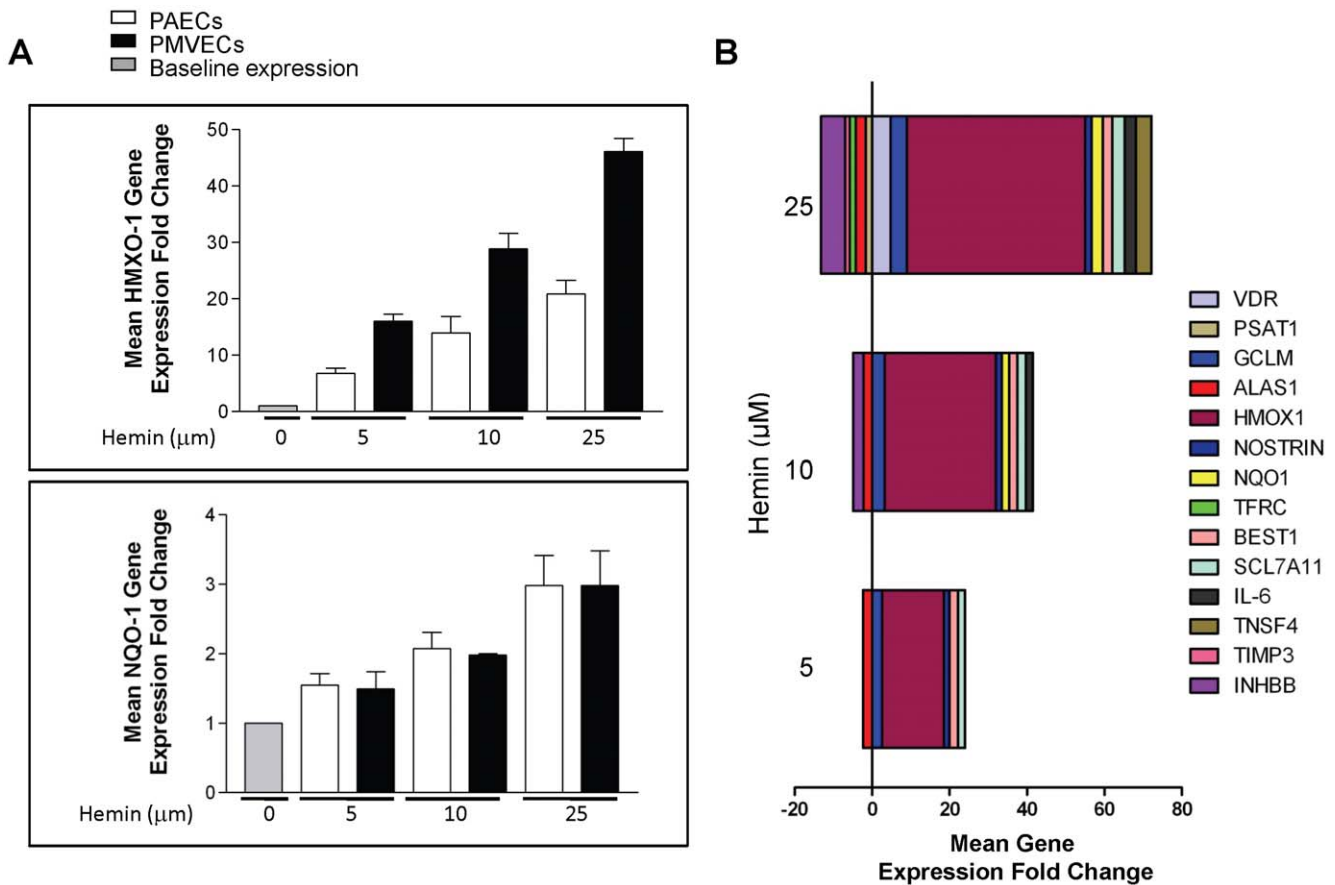 A
PAECs
PMVECs
Baseline expression
Mean HMXO-1 Gene
Expression Fold Change
50
40
30
20
10
0
Hemin (μm)
0
5
10
25
Mean NQO-1 Gene
Expression Fold Change
4
3
2
1
0
Hemin (μm)
0
5
10
25
B
Hemin (μM)
25
10
5
-20
0
20
40
60
80
Mean Gene
Expression Fold Change
VDR
PSAT1
GCLM
ALAS1
HMOX1
NOSTRIN
NQO1
TFRC
BEST1
SCL7A11
IL-6
TNSF4
TIMP3
INHBB